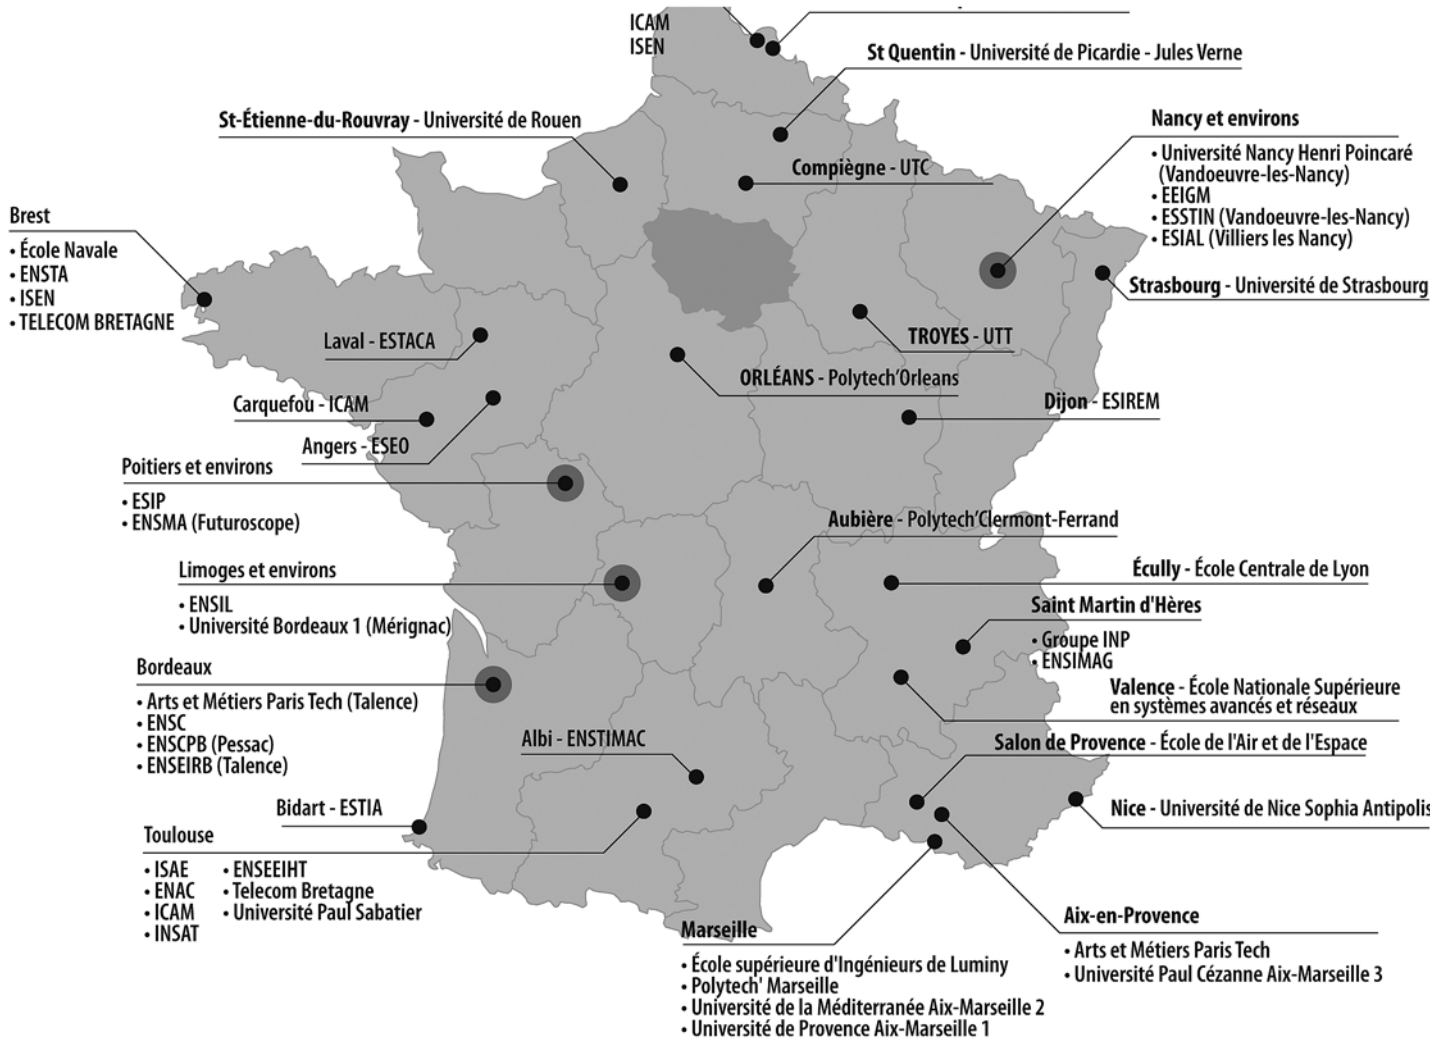 ICAM
ISEN
St Quentin - Université de Picardie - Jules Verne
St-Étienne-du-Rouvray - Université de Rouen
Nancy et environs
• Université Nancy Henri Poincaré
(Vandoeuvre-les-Nancy)
• EEIGM
• ESSTIN (Vandoeuvre-les-Nancy)
• ESIAL (Villiers les Nancy)
Compiègne - UTC
Brest
• École Navale
• ENSTA
• ISEN
• TELECOM BRETAGNE
Strasbourg - Université de Strasbourg
Laval - ESTACA
TROYES - UTT
ORLÉANS - Polytech'Orleans
Carquefou - ICAM
Dijon - ESIREM
Angers - ESEO
Poitiers et environs
• ESIP
• ENSMA (Futuroscope)
Aubière - Polytech'Clermont-Ferrand
Limoges et environs
• ENSIL
• Université Bordeaux 1 (Mérignac)
Écully - École Centrale de Lyon
Saint Martin d'Hères
• Groupe INP
• ENSIMAG
Bordeaux
• Arts et Métiers Paris Tech (Talence)
• ENSC
• ENSCPB (Pessac)
• ENSEIRB (Talence)
Valence - École Nationale Supérieure
en systèmes avancés et réseaux
Albi - ENSTIMAC
Salon de Provence - École de l'Air et de l'Espace
Bidart - ESTIA
Nice - Université de Nice Sophia Antipolis
Toulouse
• ISAE
• ENAC
• ICAM
• INSAT
• ENSEEIHT
• Telecom Bretagne
• Université Paul Sabatier
Marseille
• École supérieure d'Ingénieurs de Luminy
• Polytech' Marseille
• Université de la Méditerranée Aix-Marseille 2
• Université de Provence Aix-Marseille 1
Aix-en-Provence
• Arts et Métiers Paris Tech
• Université Paul Cézanne Aix-Marseille 3